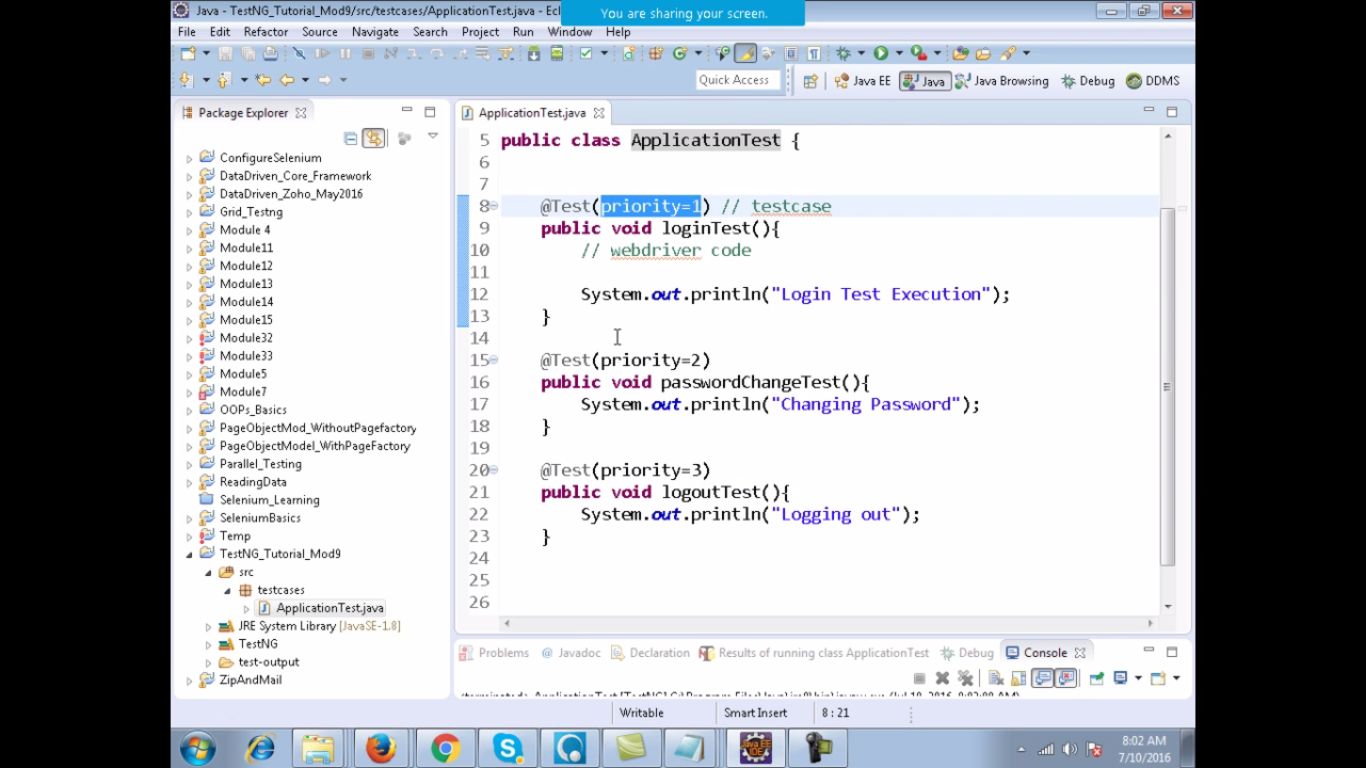 Java - TestNG_Tutorial_Mod9/src/testcases/ApplicationTest.java - Ecl
You are sharing your screen.
File Edit Refactor Source Navigate Search Project Run Window Help
Quick Access
Java EE Java Java Browsing Debug DDMS
Package Explorer
ConfigureSelenium
DataDriven_Core_Framework
DataDriven_Zoho_May2016
Grid_Testng
Module 4
Module11
Module12
Module13
Module14
Module15
Module32
Module33
Module5
Module7
OOPs_Basics
PageObjectMod_WithoutPagefactory
PageObjectModel_WithPageFactory
Parallel_Testing
ReadingData
Selenium_Learning
SeleniumBasics
Temp
TestNG_Tutorial_Mod9
src
testcases
ApplicationTest.java
JRE System Library [JavaSE-1.8]
TestNG
test-output
ZipAndMail
ApplicationTest.java
5 public class ApplicationTest {
6
7
8 @Test(priority=1) // testcase
9 public void loginTest(){
10 // webdriver code
11
12 System.out.println("Login Test Execution");
13 }
14
15 @Test(priority=2)
16 public void passwordChangeTest(){
17 System.out.println("Changing Password");
18 }
19
20 @Test(priority=3)
21 public void logoutTest(){
22 System.out.println("Logging out");
23 }
24
25
26
Problems Javadoc Declaration Results of running class ApplicationTest Debug Console
Writable Smart Insert 8 : 21
8:02 AM
7/10/2016